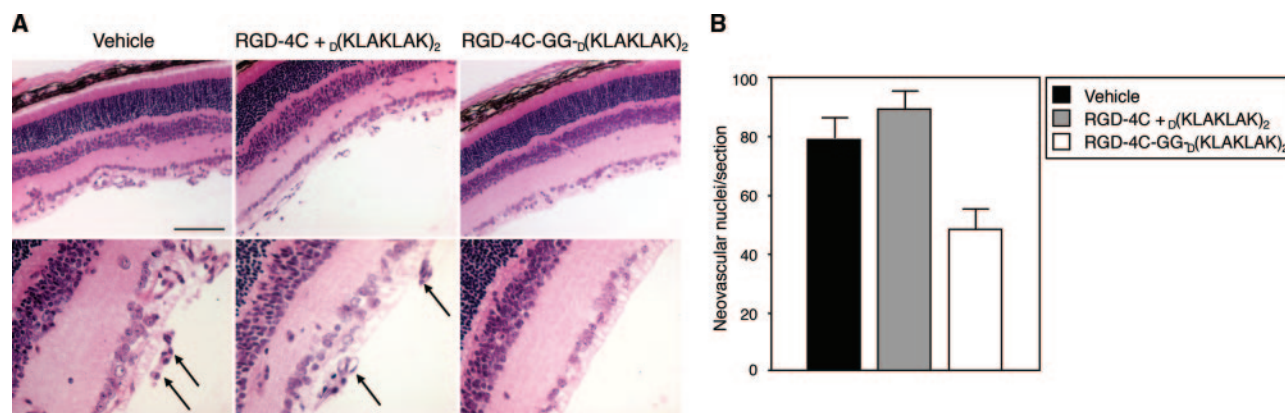 A
Vehicle
RGD-4C + D(KLAKLAK)2
RGD-4C-GG-D(KLAKLAK)2
B
100
80
60
40
20
0
Neovascular nuclei/section
Vehicle
RGD-4C + D(KLAKLAK)2
RGD-4C-GG-D(KLAKLAK)2